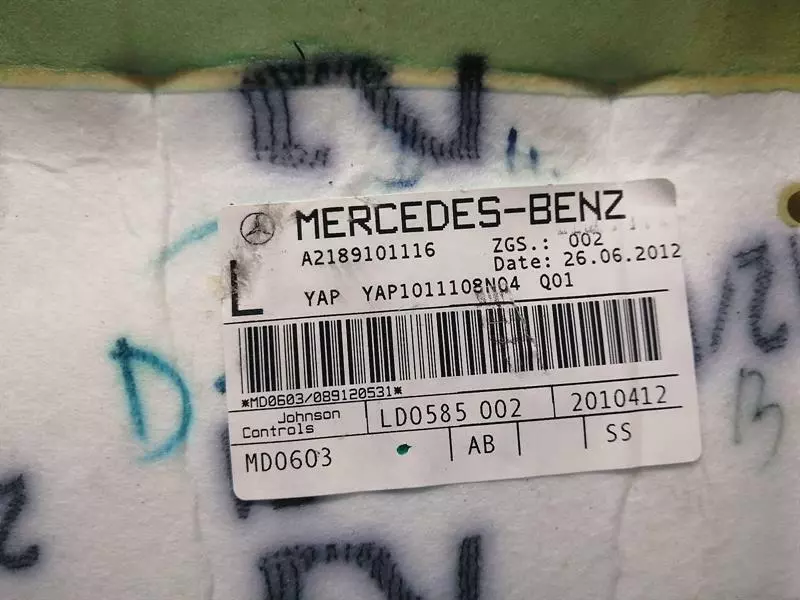 MERCEDES-BENZ
A2189101116
ZGS.: 002
Date: 26.06.2012
L
YAP YAP1011108N04 Q01
*MD0603/089120531*
Johnson
Controls
LD0585 002
2010412
MD0603
AB
SS
D
B